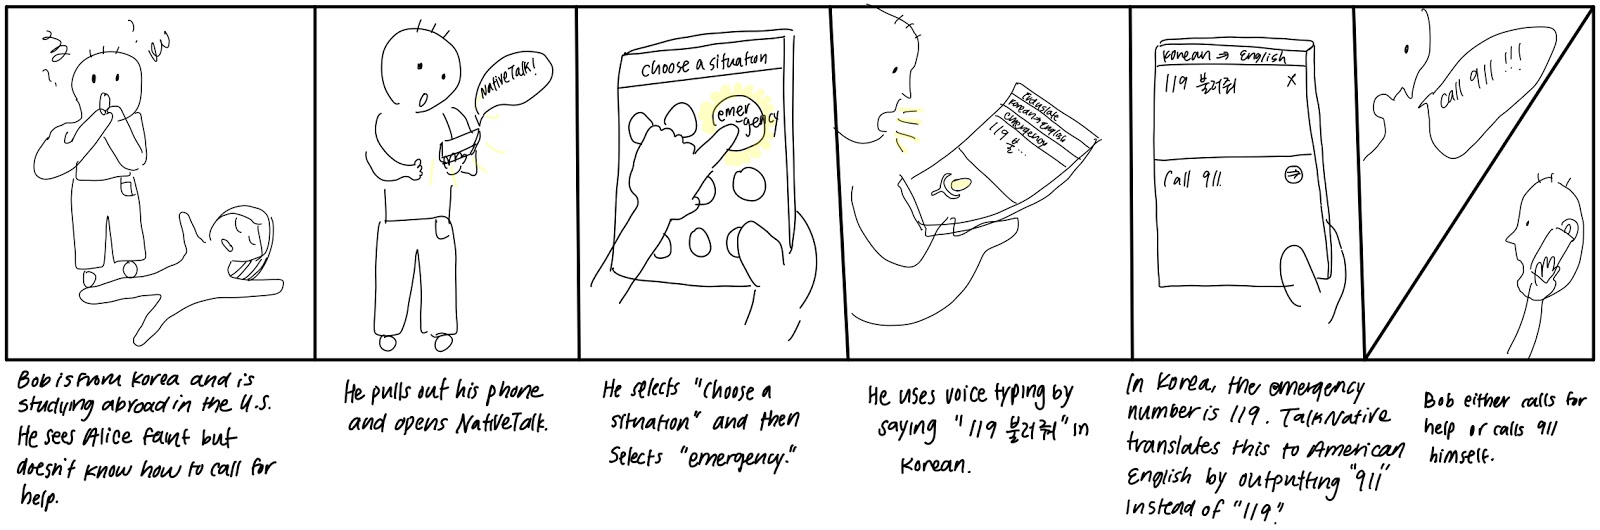 ?
?
NativeTalk!
choose a situation
emer
gency
translate
Korean → English
emergency
119 불...
Korean → English
119 불러줘
X
Call 911
call 911 !!!
Bob is from Korea and is
studying abroad in the U.S.
He sees Alice faint but
doesn't know how to call for
help.
He pulls out his phone
and opens NativeTalk.
He selects "choose a
situation" and then
selects "emergency."
He uses voice typing by
saying "119 불러줘" in
Korean.
In Korea, the emergency
number is 119. TalkNative
translates this to American
English by outputting "911"
instead of "119."
Bob either calls for
help or calls 911
himself.